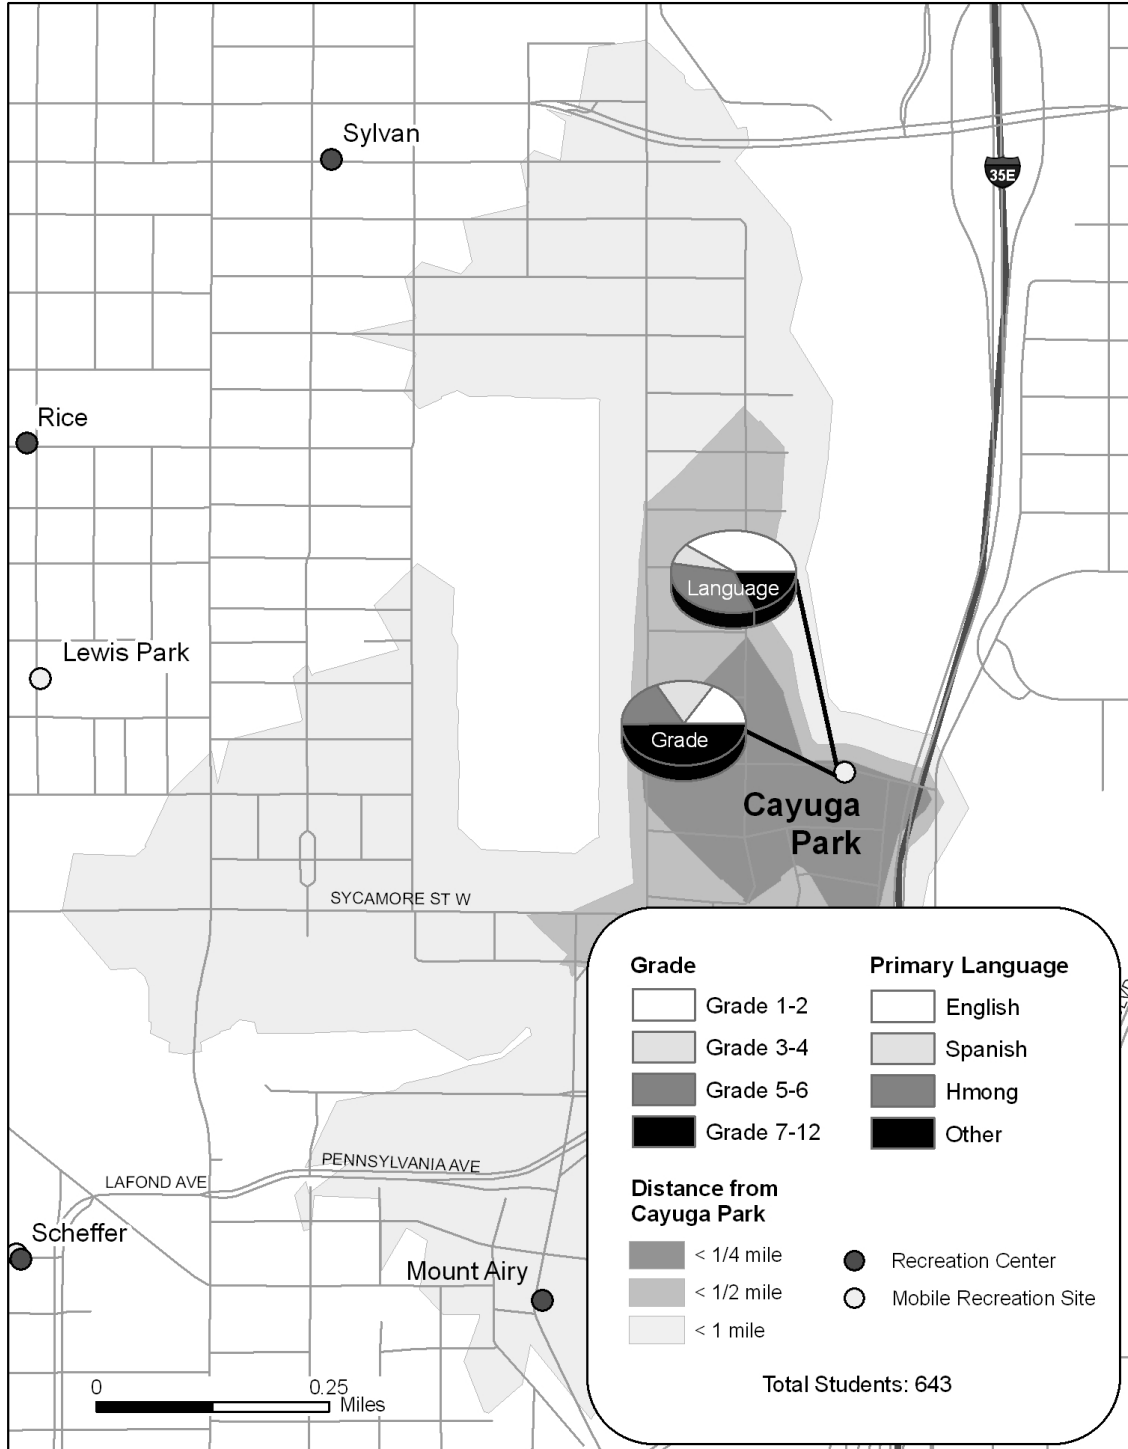 Sylvan
35E
Rice
Language
Lewis Park
Grade
Cayuga
Park
SYCAMORE ST W
Grade
Grade 1-2
Grade 3-4
Grade 5-6
Grade 7-12
Primary Language
English
Spanish
Hmong
Other
PENNSYLVANIA AVE
LAFOND AVE
Scheffer
Mount Airy
Distance from
Cayuga Park
< 1/4 mile
< 1/2 mile
< 1 mile
Recreation Center
Mobile Recreation Site
Total Students: 643
0 0.25
Miles